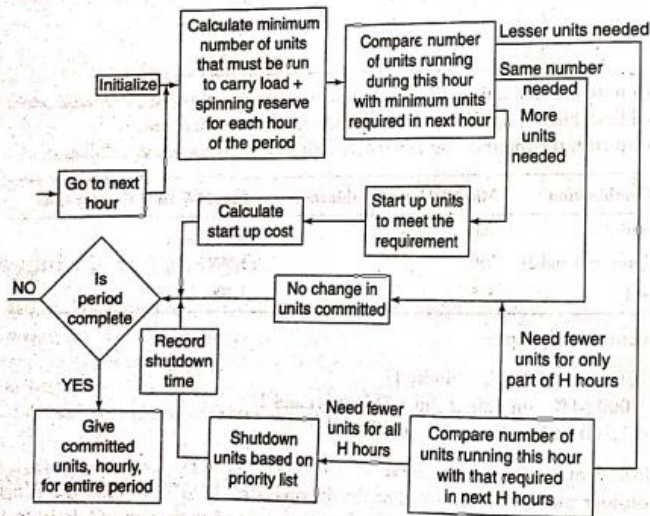 Initialize
Calculate minimum
number of units
that must be run
to carry load +
spinning reserve
for each hour
of the period
Compare number
of units running
during this hour
with minimum units
required in next hour
Lesser units needed
Same number
needed
More
units
needed
Go to next
hour
Calculate
start up cost
Start up units
to meet the
requirement
NO
Is
period
complete
YES
No change in
units committed
Record
shutdown
time
Need fewer
units for only
part of H hours
Give
committed
units, hourly,
for entire period
Shutdown
units based on
priority list
Need fewer
units for all
H hours
Compare number of
units running this hour
with that required
in next H hours